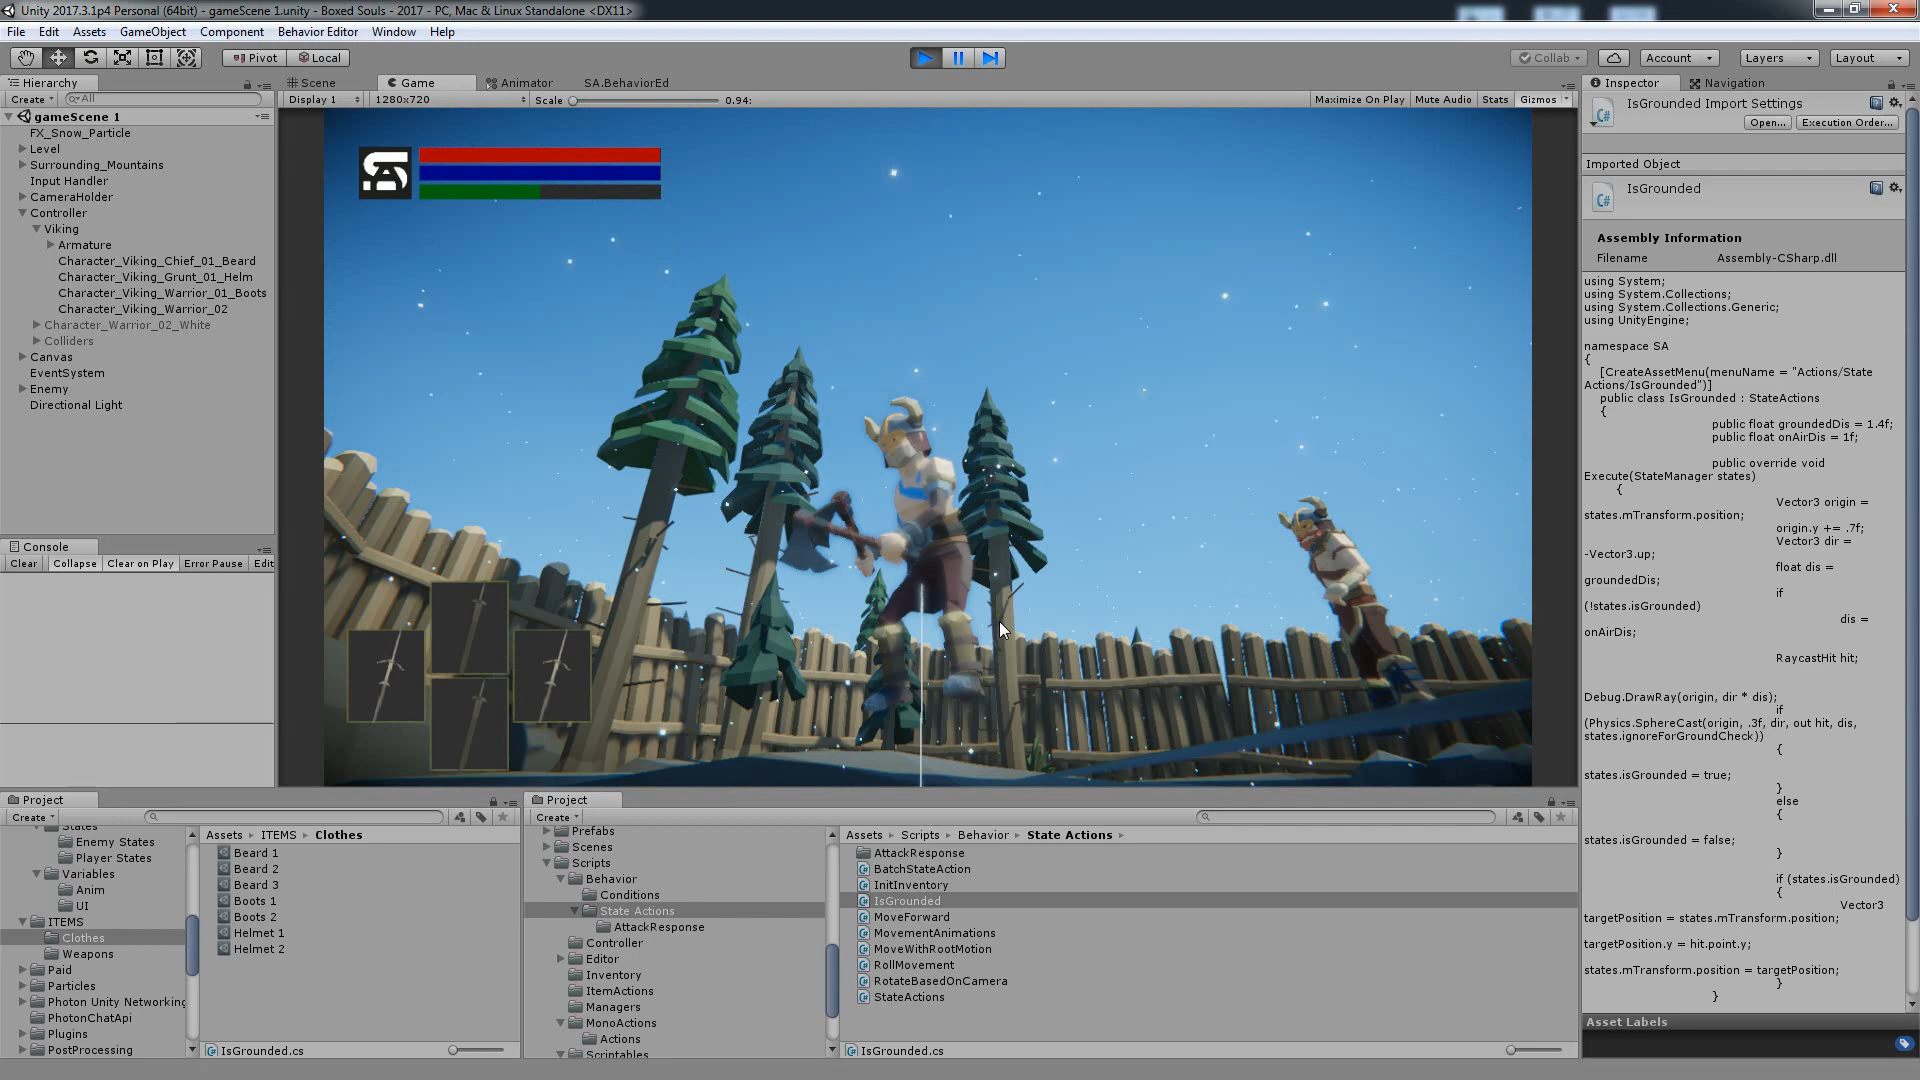 Unity 2017.3.1p4 Personal (64bit) - gameScene 1.unity - Boxed Souls - 2017 - PC, Mac & Linux Standalone <DX11>
File Edit Assets GameObject Component Behavior Editor Window Help
Pivot Local
Collab Account Layers Layout
Hierarchy
Create All
gameScene 1
FX_Snow_Particle
Level
Surrounding_Mountains
Input Handler
CameraHolder
Controller
Viking
Armature
Character_Viking_Chief_01_Beard
Character_Viking_Grunt_01_Helm
Character_Viking_Warrior_01_Boots
Character_Viking_Warrior_02
Character_Warrior_02_White
Colliders
Canvas
EventSystem
Enemy
Directional Light
Console
Clear Collapse Clear on Play Error Pause Edit
Scene Game Animator SA.BehaviorEd
Display 1 1280x720 Scale 0.94: Maximize On Play Mute Audio Stats Gizmos
SA
Inspector Navigation
IsGrounded Import Settings
Open... Execution Order...
Imported Object
IsGrounded
Assembly Information
Filename Assembly-CSharp.dll
using System;
using System.Collections;
using System.Collections.Generic;
using UnityEngine;
namespace SA
{
[CreateAssetMenu(menuName = "Actions/State
Actions/IsGrounded")]
public class IsGrounded : StateActions
{
public float groundedDis = 1.4f;
public float onAirDis = 1f;
public override void
Execute(StateManager states)
{
Vector3 origin =
states.mTransform.position;
origin.y += .7f;
Vector3 dir =
-Vector3.up;
float dis =
groundedDis;
if
(!states.isGrounded)
dis =
onAirDis;
RaycastHit hit;
Debug.DrawRay(origin, dir * dis);
if
(Physics.SphereCast(origin, .3f, dir, out hit, dis,
states.ignoreForGroundCheck))
{
states.isGrounded = true;
}
else
{
states.isGrounded = false;
}
if (states.isGrounded)
{
Vector3
targetPosition = states.mTransform.position;
targetPosition.y = hit.point.y;
states.mTransform.position = targetPosition;
}
}
Asset Labels
Project
Create
States
Enemy States
Player States
Variables
Anim
UI
ITEMS
Clothes
Weapons
Paid
Particles
Photon Unity Networking
PhotonChatApi
Plugins
PostProcessing
Assets ITEMS Clothes
Beard 1
Beard 2
Beard 3
Boots 1
Boots 2
Helmet 1
Helmet 2
IsGrounded.cs
Project
Create
Prefabs
Scenes
Scripts
Behavior
Conditions
State Actions
AttackResponse
Controller
Editor
Inventory
ItemActions
Managers
MonoActions
Actions
Scriptables
Assets Scripts Behavior State Actions
AttackResponse
BatchStateAction
InitInventory
IsGrounded
MoveForward
MovementAnimations
MoveWithRootMotion
RollMovement
RotateBasedOnCamera
StateActions
IsGrounded.cs